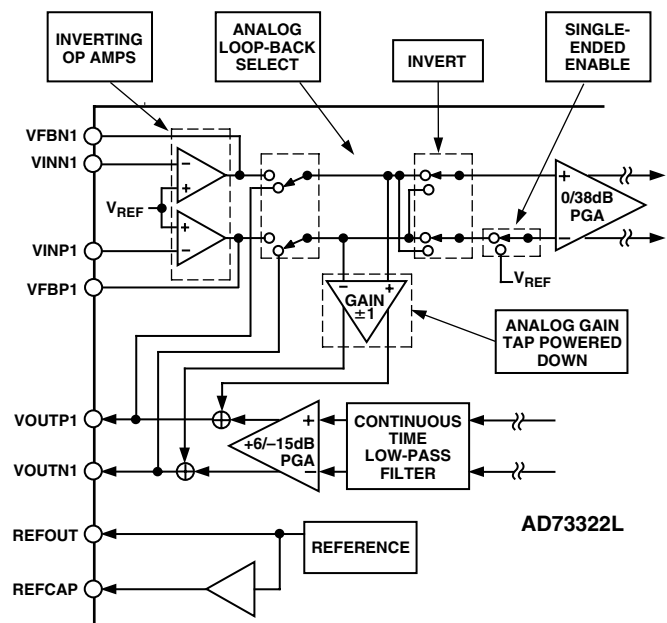 INVERTING
OP AMPS
ANALOG
LOOP-BACK
SELECT
INVERT
SINGLE-
ENDED
ENABLE
VFBN1
VINN1
VREF
VINP1
VFBP1
–
+
+
–
+
0/38dB
PGA
–
VREF
– +
GAIN
±1
ANALOG GAIN
TAP POWERED
DOWN
VOUTP1
VOUTN1
+
+6/–15dB
PGA
–
CONTINUOUS
TIME
LOW-PASS
FILTER
AD73322L
REFOUT
REFERENCE
REFCAP